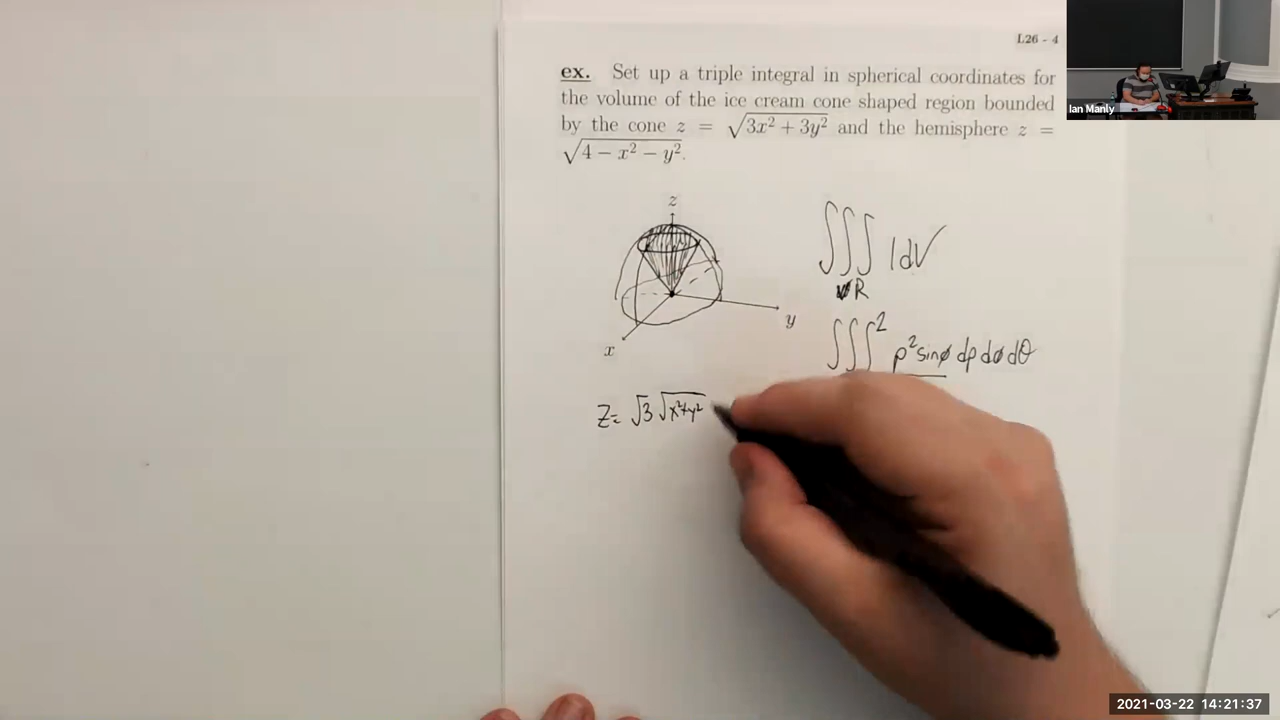 L26 - 4
Ian Manly
ex. Set up a triple integral in spherical coordinates for
the volume of the ice cream cone shaped region bounded
by the cone z = √(3x² + 3y²) and the hemisphere z =
√(4 − x² − y²).
z
y
x
∭ 1dV
R
∭² ρ² sinφ dρ dφ dθ
z = √3 √(x²+y²)
2021-03-22 14:21:37